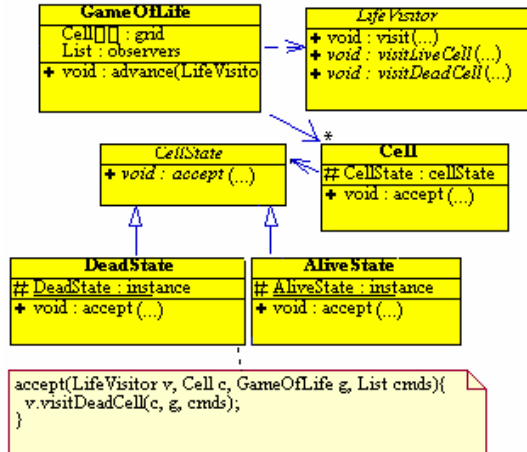 GameOfLife
Cell[][] : grid
List : observers
+ void : advance(LifeVisito
LifeVisitor
+ void : visit(...)
+ void : visitLiveCell(...)
+ void : visitDeadCell(...)
*
CellState
+ void : accept(...)
Cell
# CellState : cellState
+ void : accept(...)
DeadState
# DeadState : instance
+ void : accept(...)
AliveState
# AliveState : instance
+ void : accept(...)
accept(LifeVisitor v, Cell c, GameOfLife g, List cmds){
v.visitDeadCell(c, g, cmds);
}